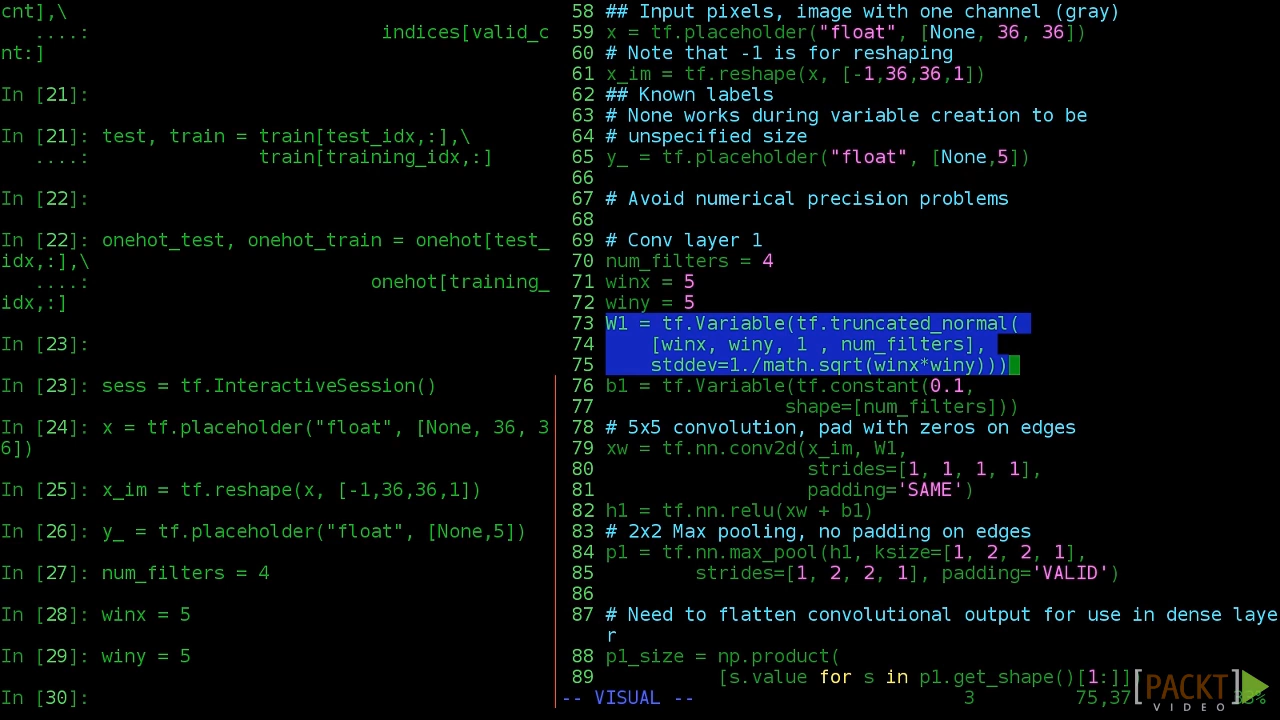 cnt],\
   ....:                          indices[valid_c
nt:]
In [21]:
In [21]: test, train = train[test_idx,:],\
   ....:               train[training_idx,:]
In [22]:
In [22]: onehot_test, onehot_train = onehot[test_
idx,:],\
   ....:                         onehot[training_
idx,:]
In [23]:
In [23]: sess = tf.InteractiveSession()
In [24]: x = tf.placeholder("float", [None, 36, 3
6])
In [25]: x_im = tf.reshape(x, [-1,36,36,1])
In [26]: y_ = tf.placeholder("float", [None,5])
In [27]: num_filters = 4
In [28]: winx = 5
In [29]: winy = 5
In [30]:
58 ## Input pixels, image with one channel (gray)
59 x = tf.placeholder("float", [None, 36, 36])
60 # Note that -1 is for reshaping
61 x_im = tf.reshape(x, [-1,36,36,1])
62 ## Known labels
63 # None works during variable creation to be
64 # unspecified size
65 y_ = tf.placeholder("float", [None,5])
66
67 # Avoid numerical precision problems
68
69 # Conv layer 1
70 num_filters = 4
71 winx = 5
72 winy = 5
73 W1 = tf.Variable(tf.truncated_normal(
74     [winx, winy, 1 , num_filters],
75     stddev=1./math.sqrt(winx*winy)))
76 b1 = tf.Variable(tf.constant(0.1,
77                 shape=[num_filters]))
78 # 5x5 convolution, pad with zeros on edges
79 xw = tf.nn.conv2d(x_im, W1,
80                   strides=[1, 1, 1, 1],
81                   padding='SAME')
82 h1 = tf.nn.relu(xw + b1)
83 # 2x2 Max pooling, no padding on edges
84 p1 = tf.nn.max_pool(h1, ksize=[1, 2, 2, 1],
85         strides=[1, 2, 2, 1], padding='VALID')
86
87 # Need to flatten convolutional output for use in dense laye
r
88 p1_size = np.product(
89           [s.value for s in p1.get_shape()[1:]]
-- VISUAL --                        3         75,37
[PACKT]
VIDEO